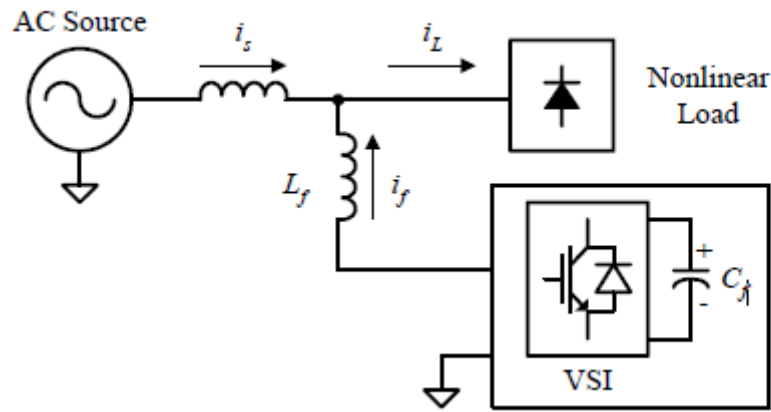 AC Source
i_s
i_L
Nonlinear
Load
L_f
i_f
+
C_f
-
VSI